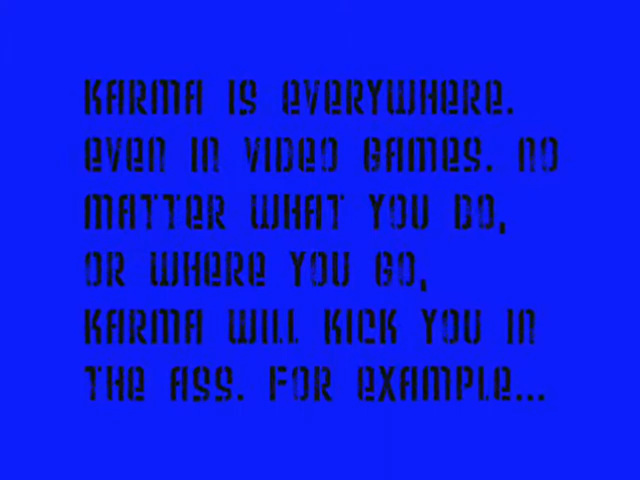 KARMA IS EVERYWHERE.
EVEN IN VIDEO GAMES. NO
MATTER WHAT YOU DO,
OR WHERE YOU GO,
KARMA WILL KICK YOU IN
THE ASS. FOR EXAMPLE...